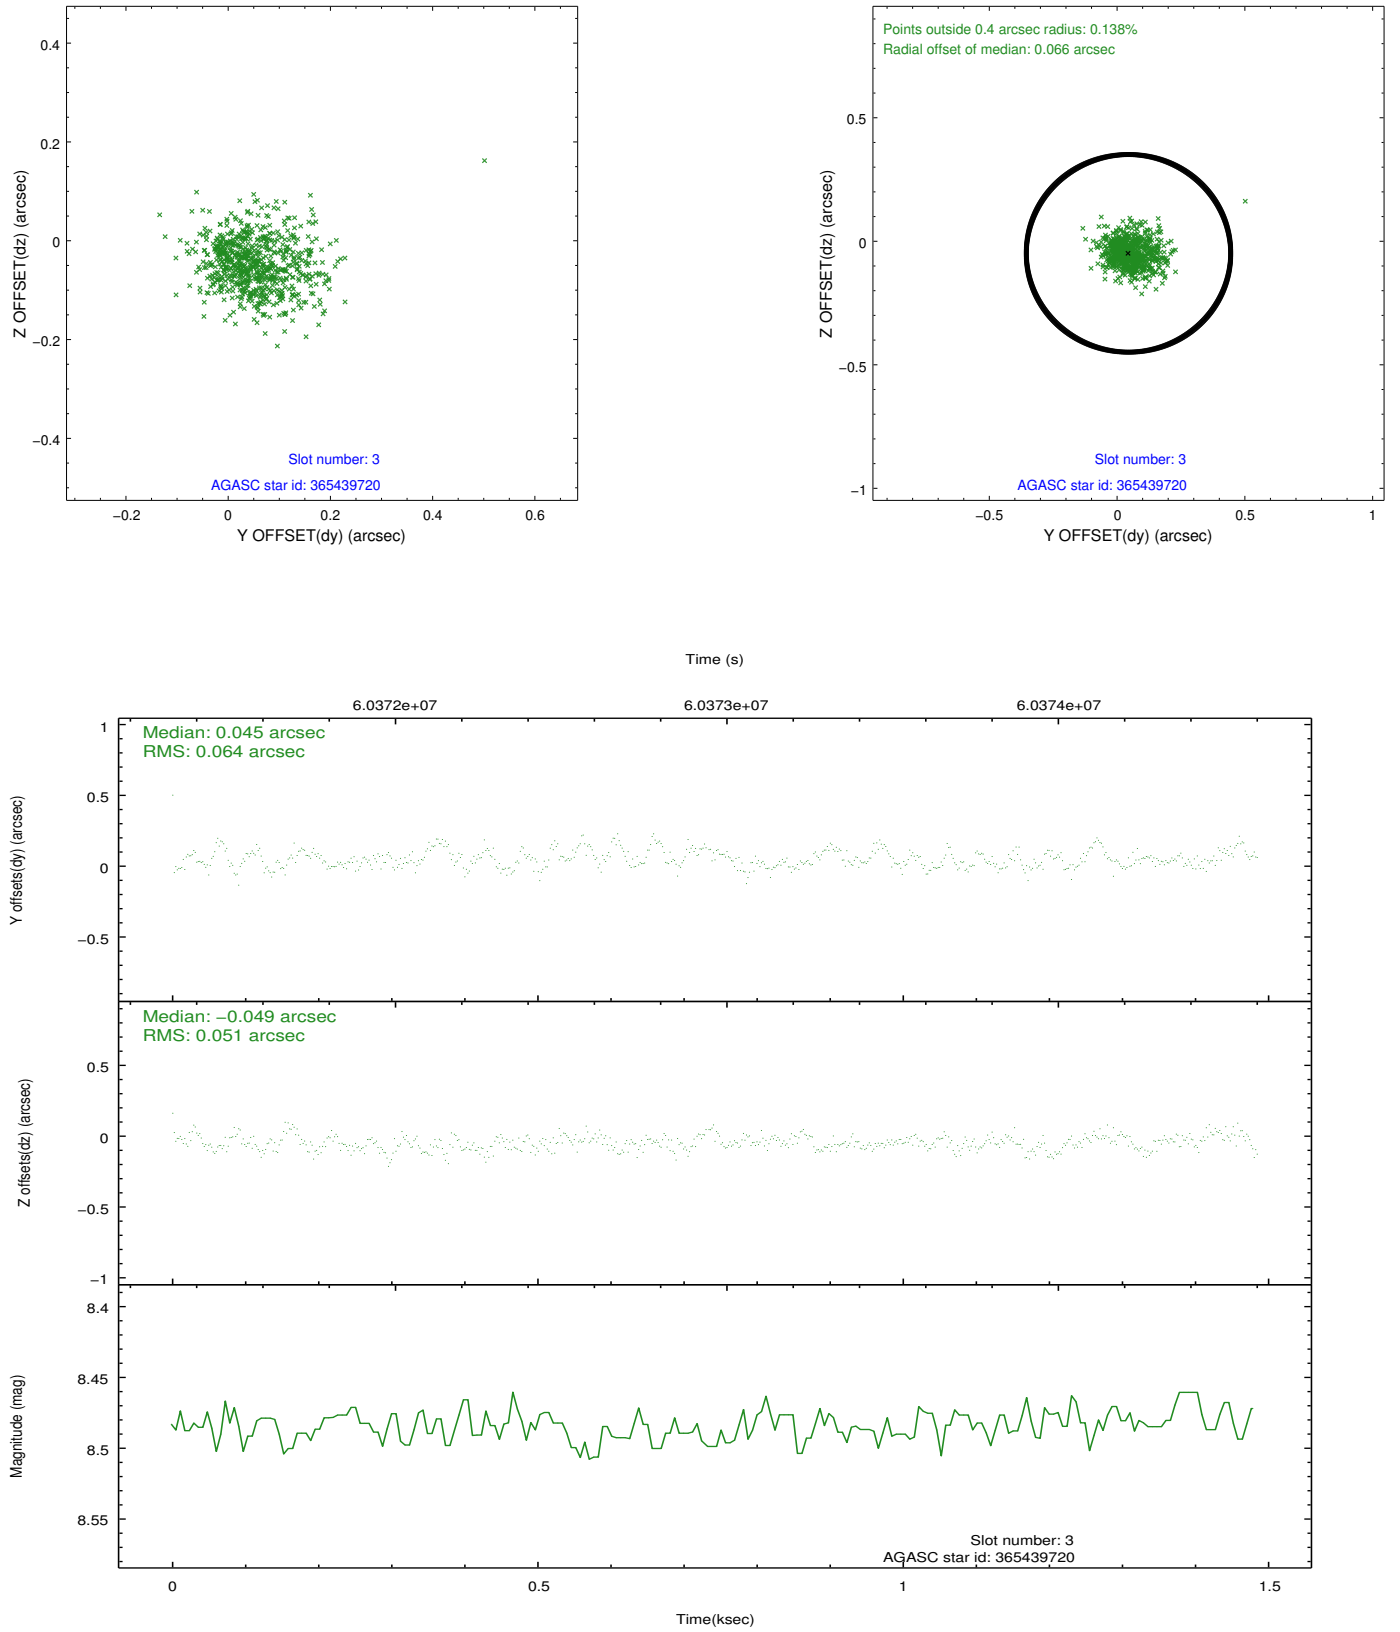 0.4
0.2
0
−0.2
−0.4
Z OFFSET(dz) (arcsec)
Slot number: 3
AGASC star id: 365439720
−0.2 0 0.2 0.4 0.6
Y OFFSET(dy) (arcsec)
Points outside 0.4 arcsec radius: 0.138%
Radial offset of median: 0.066 arcsec
0.5
0
−0.5
−1
Z OFFSET(dz) (arcsec)
Slot number: 3
AGASC star id: 365439720
−0.5 0 0.5 1
Y OFFSET(dy) (arcsec)
Time (s)
6.0372e+07 6.0373e+07 6.0374e+07
Median: 0.045 arcsec
RMS: 0.064 arcsec
1
0.5
0
−0.5
Y offsets(dy) (arcsec)
Median: −0.049 arcsec
RMS: 0.051 arcsec
0.5
0
−0.5
−1
Z offsets(dz) (arcsec)
8.4
8.45
8.5
8.55
Magnitude (mag)
Slot number: 3
AGASC star id: 365439720
0 0.5 1 1.5
Time(ksec)